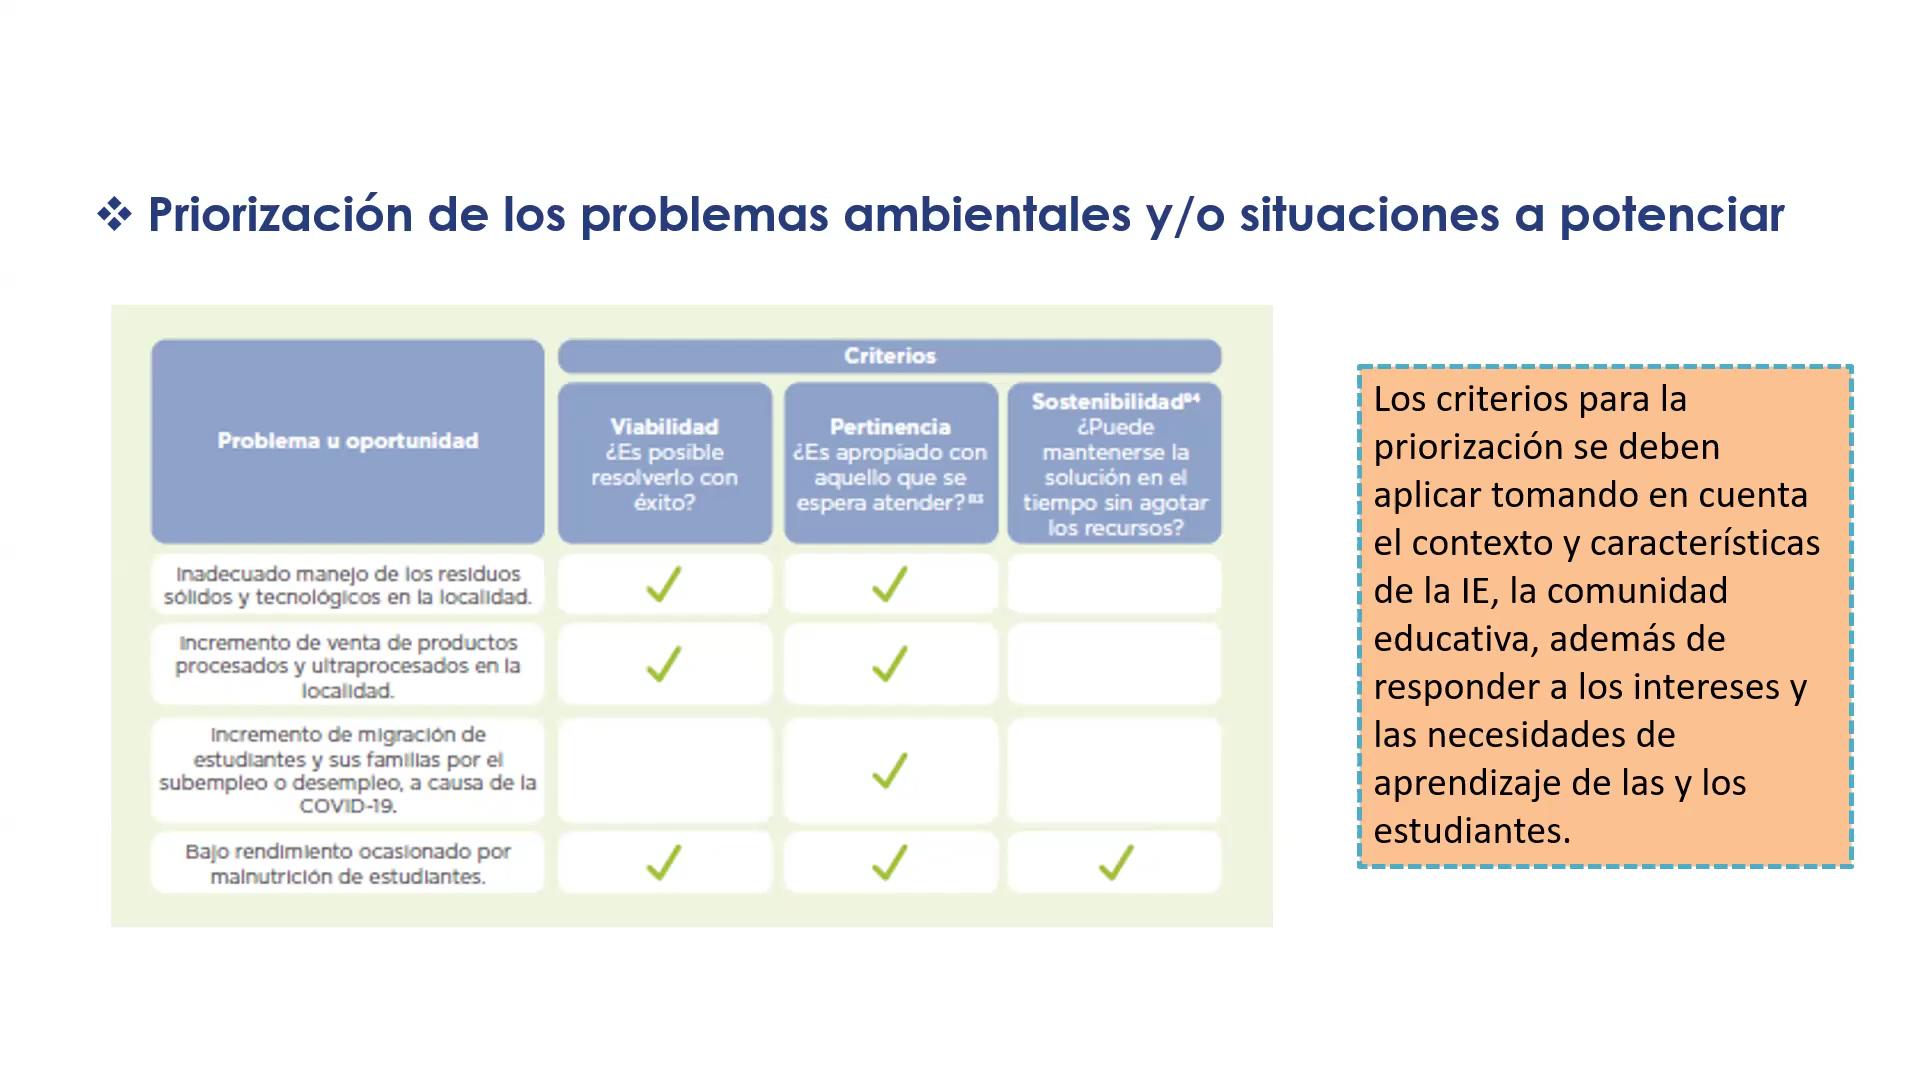 ❖ Priorización de los problemas ambientales y/o situaciones a potenciar
Problema u oportunidad
Criterios
Viabilidad
¿Es posible
resolverlo con
éxito?
Pertinencia
¿Es apropiado con
aquello que se
espera atender?
Sostenibilidad
¿Puede
mantenerse la
solución en el
tiempo sin agotar
los recursos?
Inadecuado manejo de los residuos
sólidos y tecnológicos en la localidad.
✓ ✓
Incremento de venta de productos
procesados y ultraprocesados en la
localidad.
✓ ✓
Incremento de migración de
estudiantes y sus familias por el
subempleo o desempleo, a causa de la
COVID-19.
✓
Bajo rendimiento ocasionado por
malnutrición de estudiantes.
✓ ✓ ✓
Los criterios para la
priorización se deben
aplicar tomando en cuenta
el contexto y características
de la IE, la comunidad
educativa, además de
responder a los intereses y
las necesidades de
aprendizaje de las y los
estudiantes.